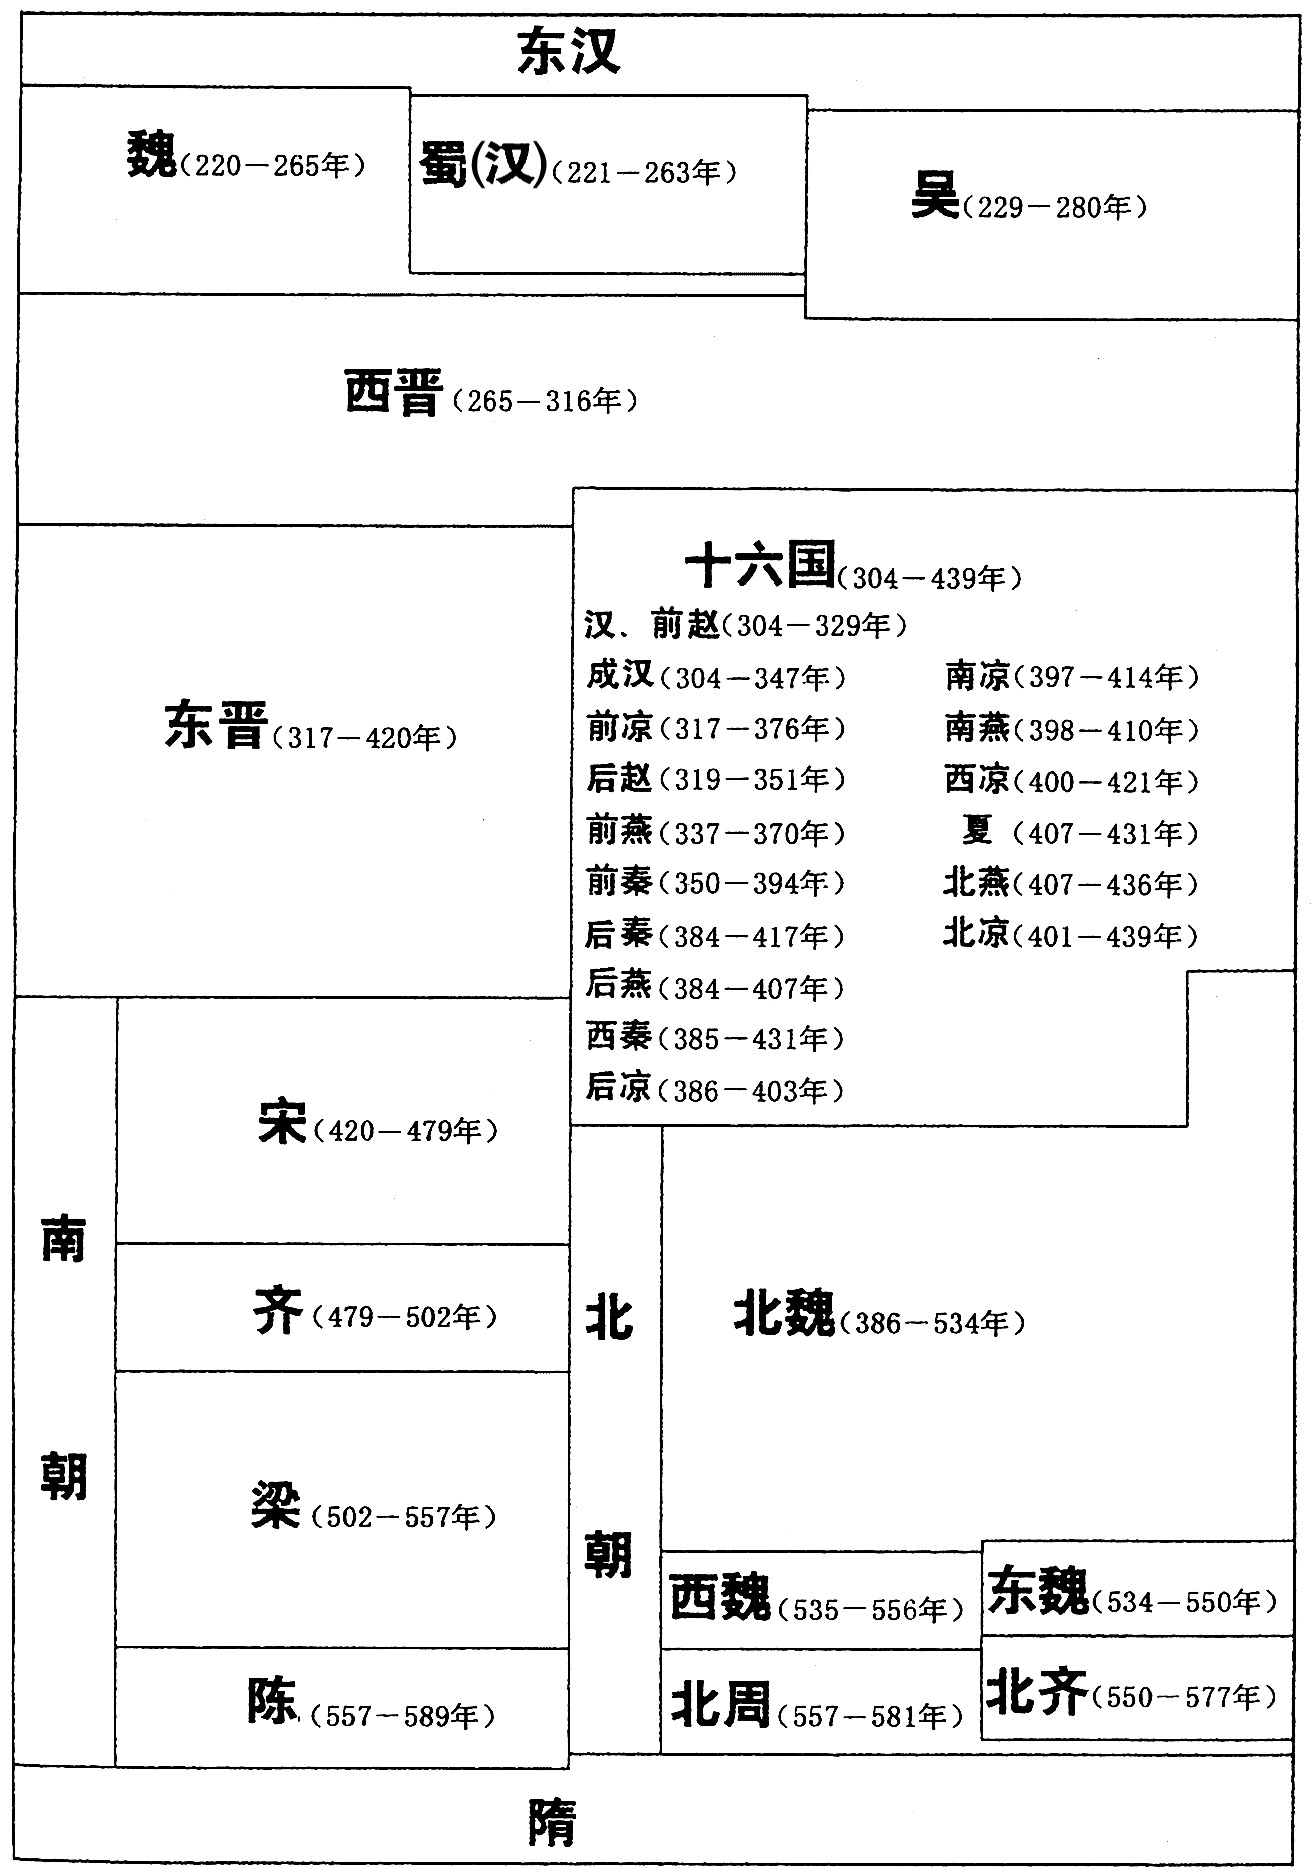 东汉
魏(220－265年)
蜀(汉)(221－263年)
吴(229－280年)
西晋(265－316年)
十六国(304－439年)
汉、前赵(304－329年)
成汉(304－347年)
南凉(397－414年)
前凉(317－376年)
南燕(398－410年)
后赵(319－351年)
西凉(400－421年)
前燕(337－370年)
夏(407－431年)
前秦(350－394年)
北燕(407－436年)
后秦(384－417年)
北凉(401－439年)
后燕(384－407年)
西秦(385－431年)
后凉(386－403年)
东晋(317－420年)
南朝
宋(420－479年)
齐(479－502年)
梁(502－557年)
陈(557－589年)
北朝
北魏(386－534年)
西魏(535－556年)
东魏(534－550年)
北周(557－581年)
北齐(550－577年)
隋